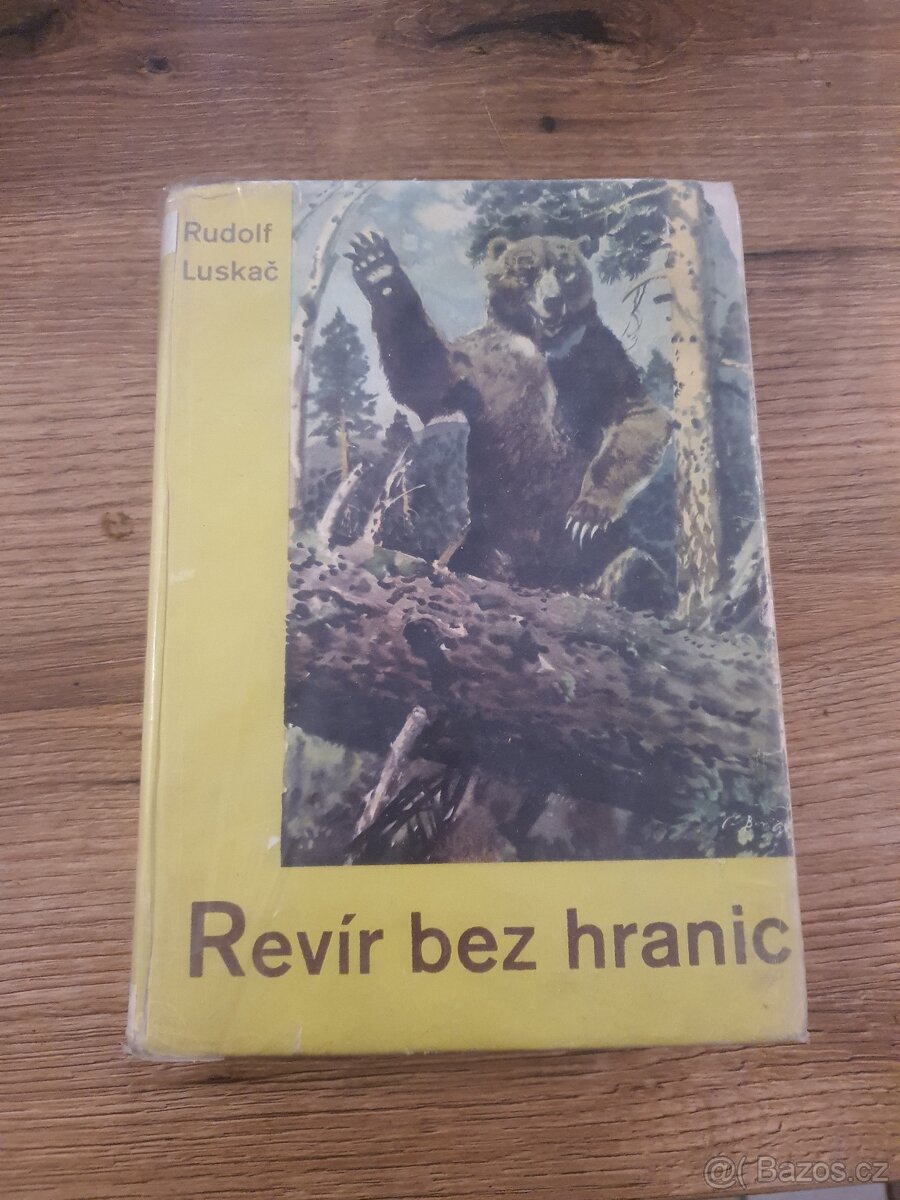 Rudolf
Luskač
Revír bez hranic
@( Bazos.cz